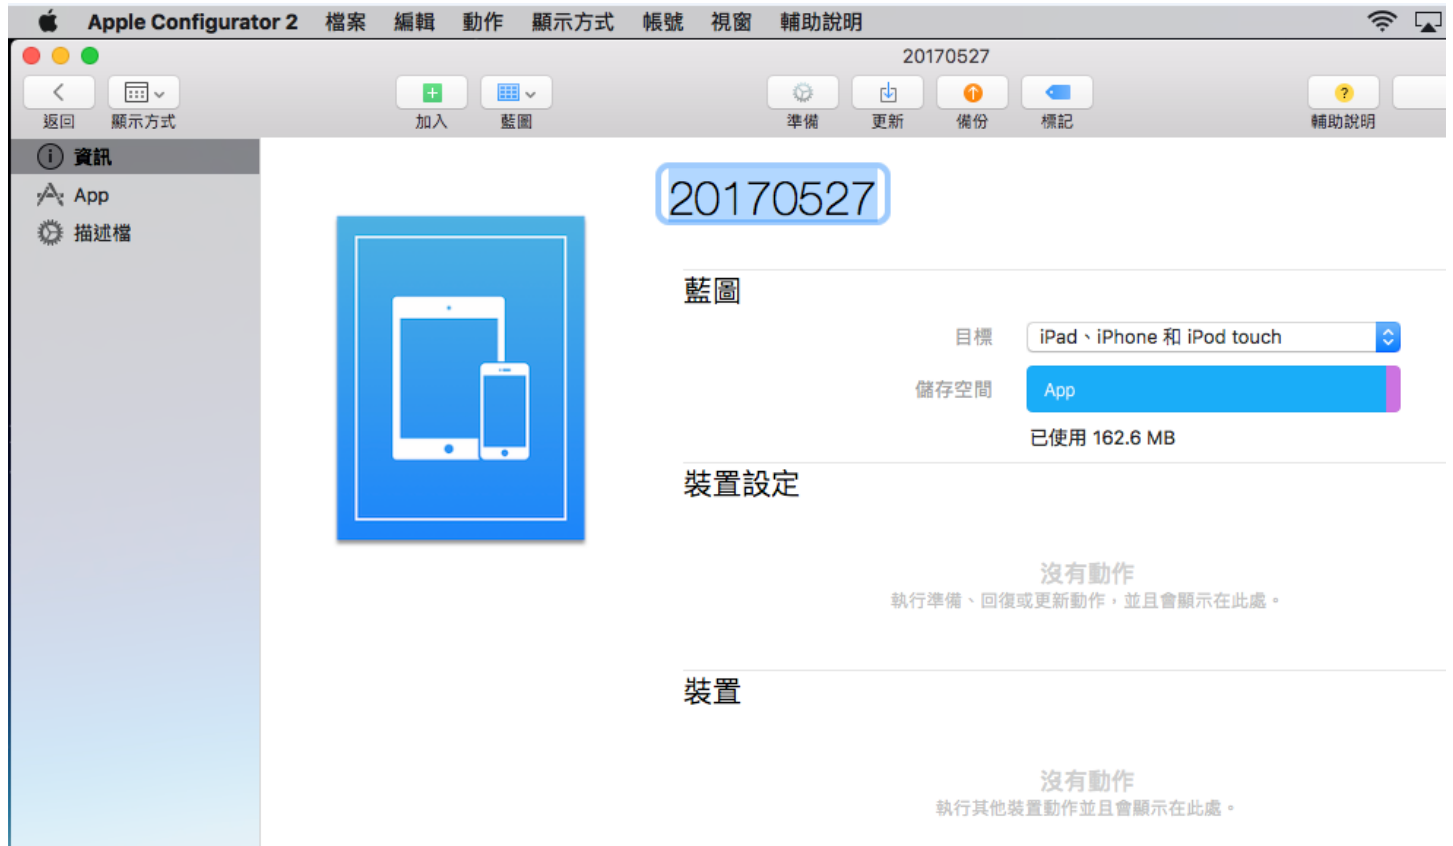 Apple Configurator 2 檔案 編輯 動作 顯示方式 帳號 視窗 輔助說明
20170527
返回 顯示方式 加入 藍圖 準備 更新 備份 標記 輔助說明
資訊
App
描述檔
20170527
藍圖
目標 iPad、iPhone 和 iPod touch
儲存空間 App
已使用 162.6 MB
裝置設定
沒有動作
執行準備、回復或更新動作，並且會顯示在此處。
裝置
沒有動作
執行其他裝置動作並且會顯示在此處。